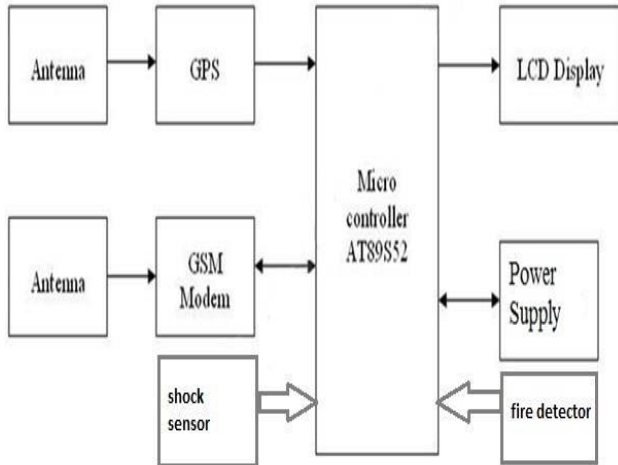 Antenna
GPS
LCD Display
Micro
controller
AT89S52
Antenna
GSM
Modem
Power
Supply
shock
sensor
fire detector